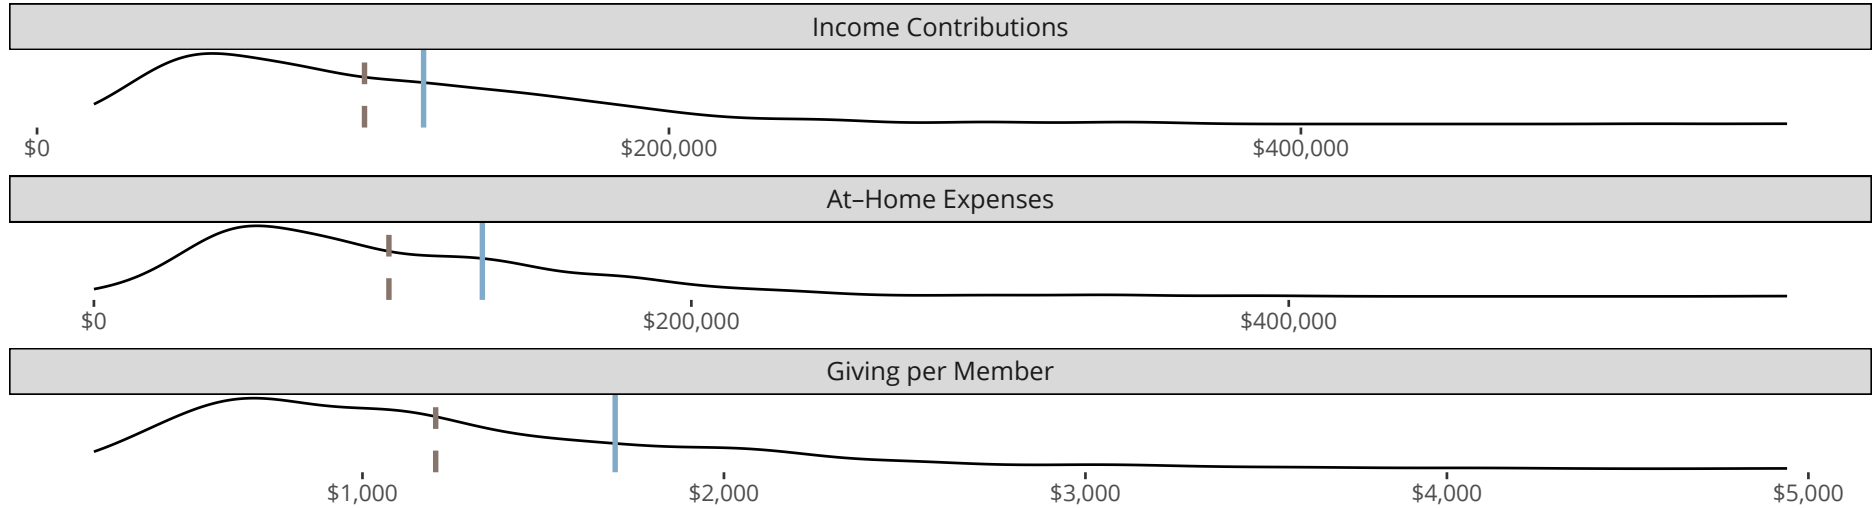 Income Contributions
$0 $200,000 $400,000
At–Home Expenses
$0 $200,000 $400,000
Giving per Member
$1,000 $2,000 $3,000 $4,000 $5,000